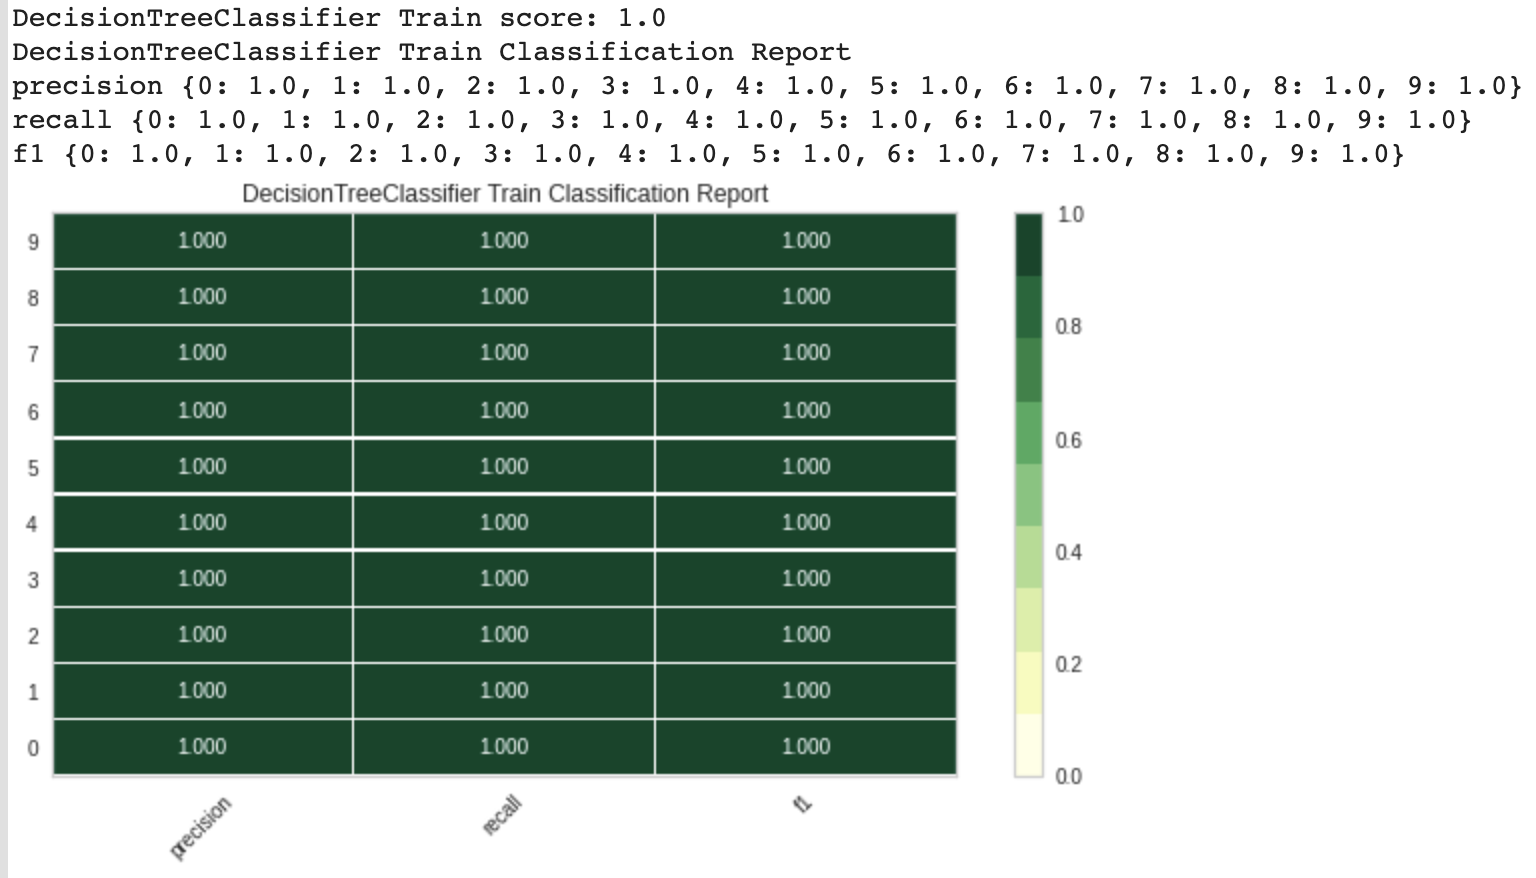 DecisionTreeClassifier Train score: 1.0
DecisionTreeClassifier Train Classification Report
precision {0: 1.0, 1: 1.0, 2: 1.0, 3: 1.0, 4: 1.0, 5: 1.0, 6: 1.0, 7: 1.0, 8: 1.0, 9: 1.0}
recall {0: 1.0, 1: 1.0, 2: 1.0, 3: 1.0, 4: 1.0, 5: 1.0, 6: 1.0, 7: 1.0, 8: 1.0, 9: 1.0}
f1 {0: 1.0, 1: 1.0, 2: 1.0, 3: 1.0, 4: 1.0, 5: 1.0, 6: 1.0, 7: 1.0, 8: 1.0, 9: 1.0}
DecisionTreeClassifier Train Classification Report
9 1.000 1.000 1.000
8 1.000 1.000 1.000
7 1.000 1.000 1.000
6 1.000 1.000 1.000
5 1.000 1.000 1.000
4 1.000 1.000 1.000
3 1.000 1.000 1.000
2 1.000 1.000 1.000
1 1.000 1.000 1.000
0 1.000 1.000 1.000
precision recall f1
1.0
0.8
0.6
0.4
0.2
0.0